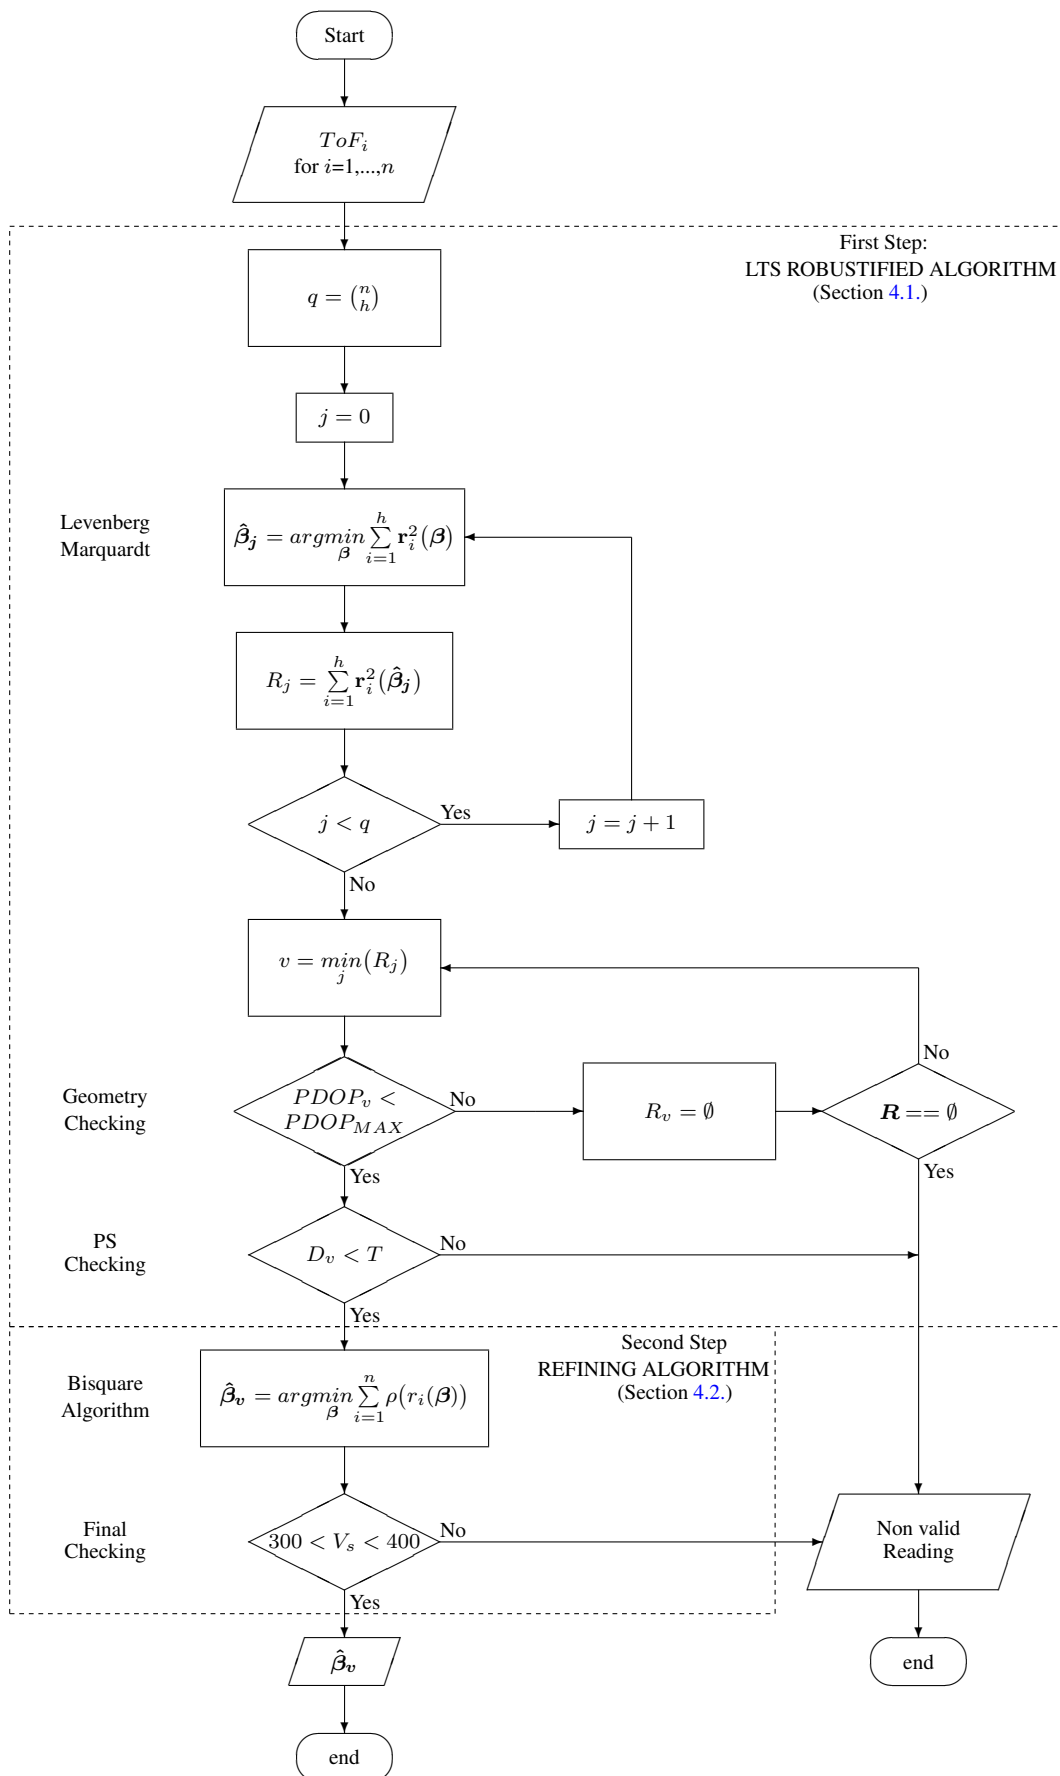 Start
ToF_i
for i=1,...,n
First Step:
LTS ROBUSTIFIED ALGORITHM
(Section 4.1.)
q = (n h)
j = 0
Levenberg
Marquardt
β̂_j = argmin_β ∑_{i=1}^{h} r_i^2(β)
R_j = ∑_{i=1}^{h} r_i^2(β̂_j)
j < q
Yes
j = j + 1
No
v = min_j(R_j)
Geometry
Checking
PDOP_v <
PDOP_MAX
No
R_v = ∅
R == ∅
No
Yes
Yes
PS
Checking
D_v < T
No
Yes
Second Step
REFINING ALGORITHM
(Section 4.2.)
Bisquare
Algorithm
β̂_v = argmin_β ∑_{i=1}^{n} ρ(r_i(β))
Final
Checking
300 < V_s < 400
No
Non valid
Reading
Yes
β̂_v
end
end